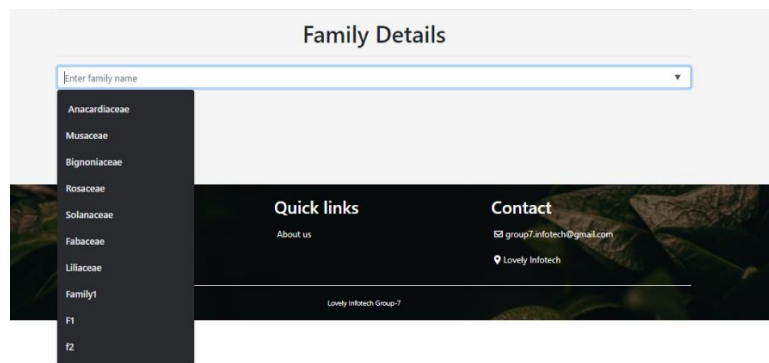 Family Details
Enter family name
Anacardiaceae
Musaceae
Bignoniaceae
Rosaceae
Solanaceae
Fabaceae
Liliaceae
Family1
F1
f2
Quick links
About us
Contact
group7.infotech@gmail.com
Lovely Infotech
Lovely Infotech Group-7